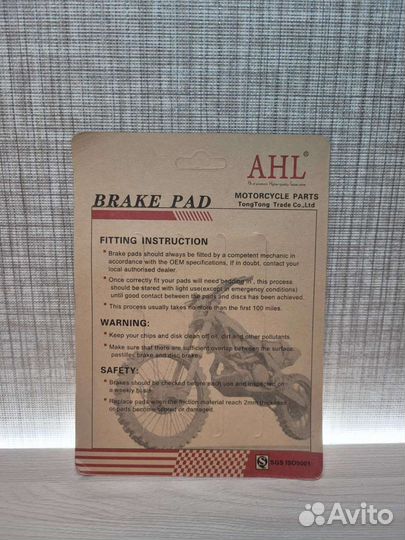 AHL®
BRAKE PAD
MOTORCYCLE PARTS
TongTong Trade Co.,Ltd
FITTING INSTRUCTION
• Brake pads should always be fitted by a competent mechanic in
accordance with the OEM specifications, If in doubt, contact your
local authorised dealer.
• Once correctly fit your pads will need bedding in, this process
should be stared with light use(except in emergency conditions)
until good contact between the pads and discs has been achieved.
• This process usually takes no more than the first 100 miles.
WARNING:
• Keep your chips and disk clean off oil, dirt and other pollutants.
• Make sure that there are sufficient overlap between the surface
pastilles brake and disc brake.
SAFETY:
• Brakes should be checked before each use and inspected on
a weekly basis.
• Replace pads when the friction material reach 2mm thickness
or pads become scored or damaged.
S SGS ISO9001
Avito